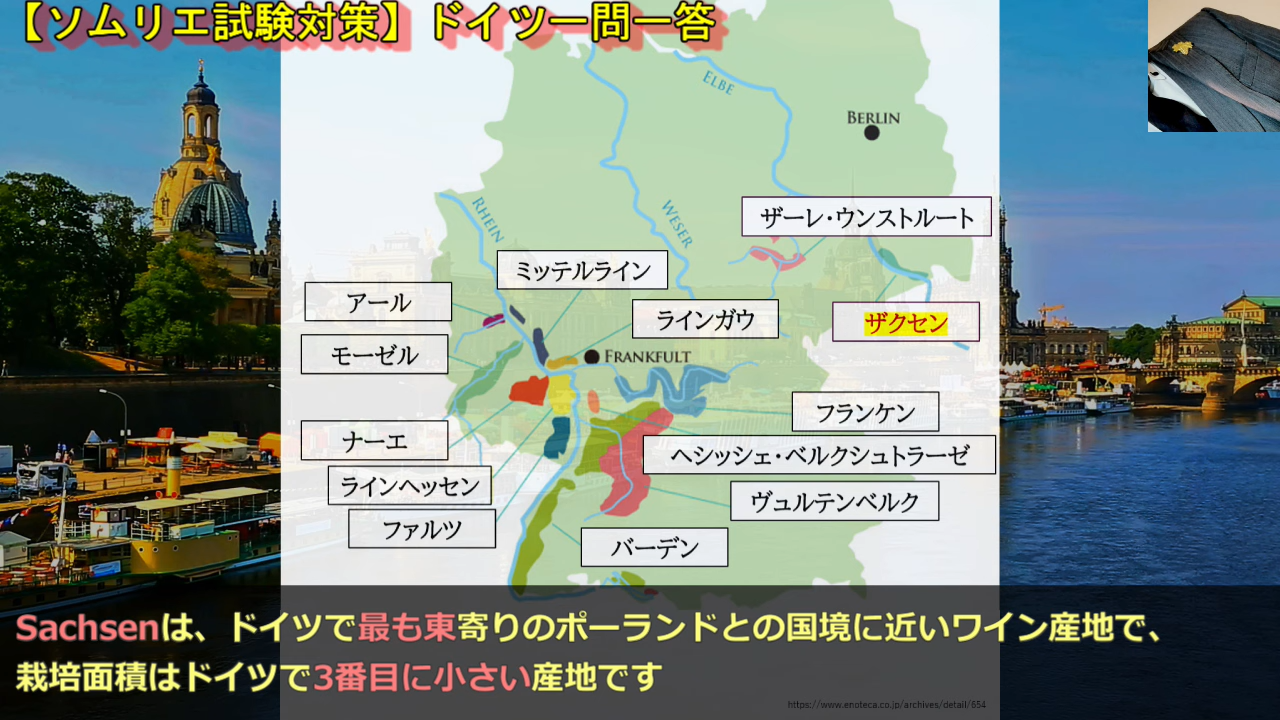 【ソムリエ試験対策】ドイツ一問一答
ELBE
BERLIN
RHEIN
WESER
ザーレ・ウンストルート
ミッテルライン
アール
ラインガウ
ザクセン
モーゼル
FRANKFULT
フランケン
ナーエ
ヘシッシェ・ベルクシュトラーゼ
ラインヘッセン
ヴュルテンベルク
ファルツ
バーデン
Sachsenは、ドイツで最も東寄りのポーランドとの国境に近いワイン産地で、
栽培面積はドイツで3番目に小さい産地です
https://www.enoteca.co.jp/archives/detail/554